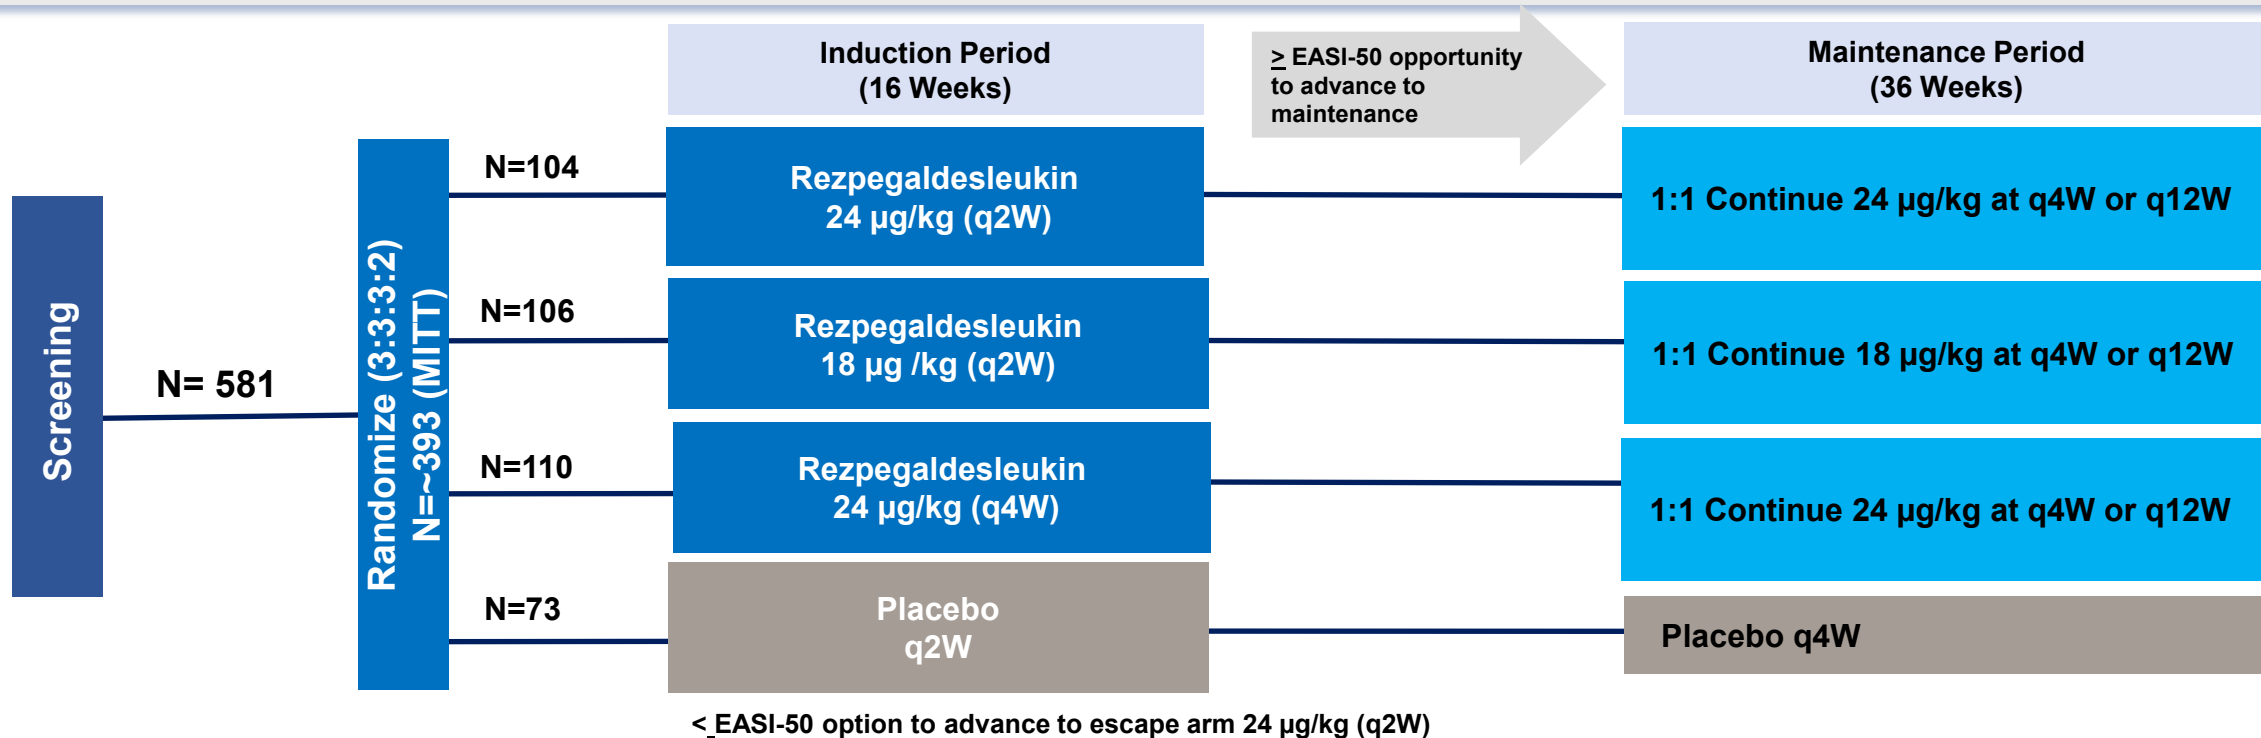 Induction Period
(16 Weeks)
≥ EASI-50 opportunity
to advance to
maintenance
Maintenance Period
(36 Weeks)
Screening
N= 581
Randomize (3:3:3:2)
N=~393 (MITT)
N=104
Rezpegaldesleukin
24 µg/kg (q2W)
1:1 Continue 24 µg/kg at q4W or q12W
N=106
Rezpegaldesleukin
18 µg /kg (q2W)
1:1 Continue 18 µg/kg at q4W or q12W
N=110
Rezpegaldesleukin
24 µg/kg (q4W)
1:1 Continue 24 µg/kg at q4W or q12W
N=73
Placebo
q2W
Placebo q4W
< EASI-50 option to advance to escape arm 24 µg/kg (q2W)